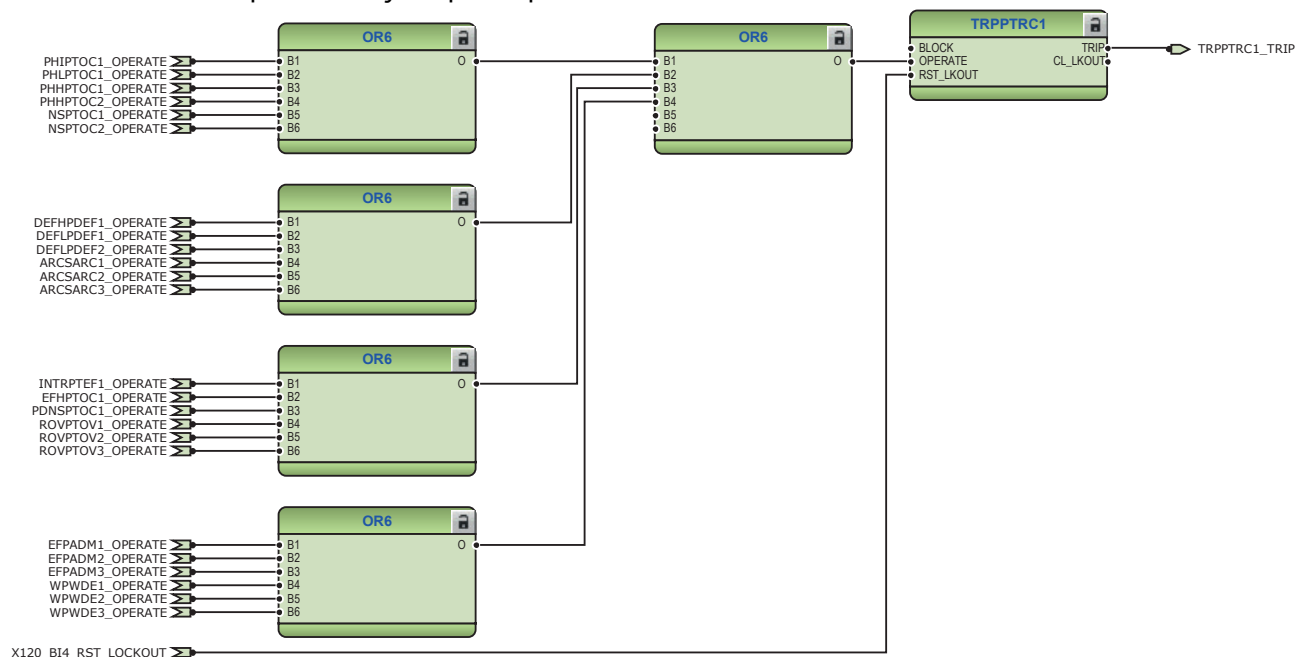 OR6
PHIPTOC1_OPERATE B1 O
PHLPTOC1_OPERATE B2
PHHPTOC1_OPERATE B3
PHHPTOC2_OPERATE B4
NSPTOC1_OPERATE B5
NSPTOC2_OPERATE B6
OR6
B1 O
B2
B3
B4
B5
B6
TRPPTRC1
BLOCK TRIP TRPPTRC1_TRIP
OPERATE CL_LKOUT
RST_LKOUT
OR6
DEFHPDEF1_OPERATE B1 O
DEFLPDEF1_OPERATE B2
DEFLPDEF2_OPERATE B3
ARCSARC1_OPERATE B4
ARCSARC2_OPERATE B5
ARCSARC3_OPERATE B6
OR6
INTRPTEF1_OPERATE B1 O
EFHPTOC1_OPERATE B2
PDNSPTOC1_OPERATE B3
ROVPTOV1_OPERATE B4
ROVPTOV2_OPERATE B5
ROVPTOV3_OPERATE B6
OR6
EFPADM1_OPERATE B1 O
EFPADM2_OPERATE B2
EFPADM3_OPERATE B3
WPWDE1_OPERATE B4
WPWDE2_OPERATE B5
WPWDE3_OPERATE B6
X120_BI4_RST_LOCKOUT